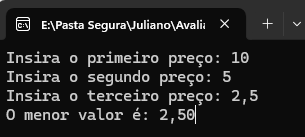 E:\Pasta Segura\Juliano\Avalia
Insira o primeiro preço: 10
Insira o segundo preço: 5
Insira o terceiro preço: 2,5
O menor valor é: 2,50